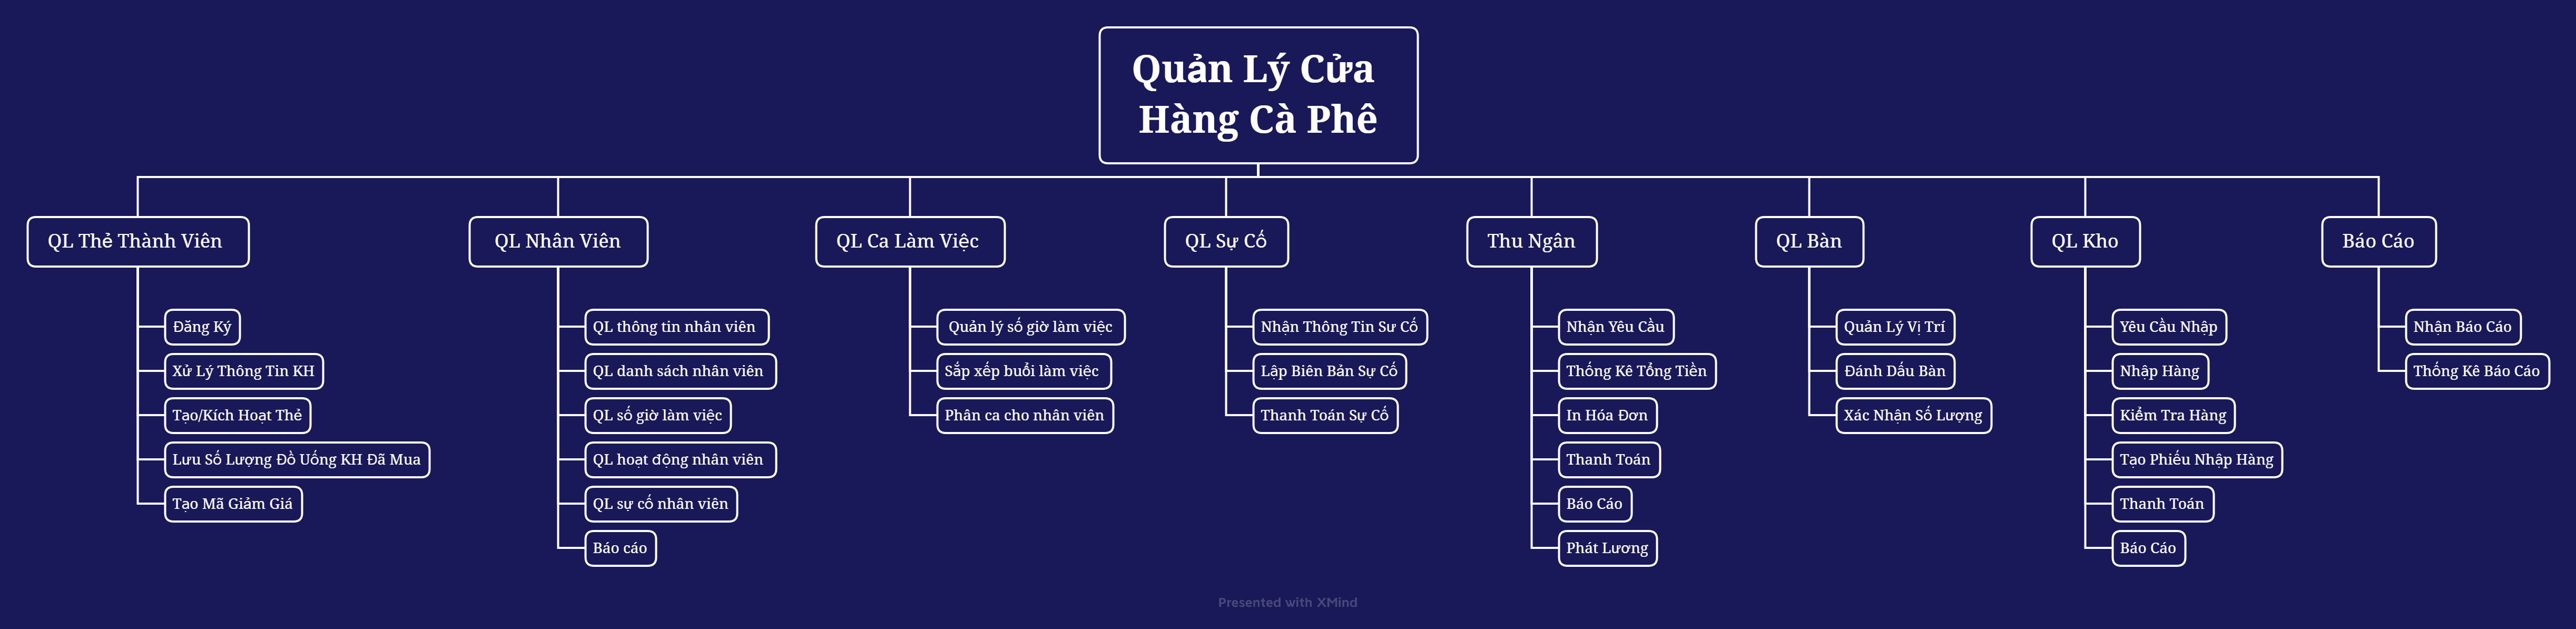 Quản Lý Cửa
Hàng Cà Phê
QL Thẻ Thành Viên
Đăng Ký
Xử Lý Thông Tin KH
Tạo/Kích Hoạt Thẻ
Lưu Số Lượng Đồ Uống KH Đã Mua
Tạo Mã Giảm Giá
QL Nhân Viên
QL thông tin nhân viên
QL danh sách nhân viên
QL số giờ làm việc
QL hoạt động nhân viên
QL sự cố nhân viên
Báo cáo
QL Ca Làm Việc
Quản lý số giờ làm việc
Sắp xếp buổi làm việc
Phân ca cho nhân viên
QL Sự Cố
Nhận Thông Tin Sư Cố
Lập Biên Bản Sự Cố
Thanh Toán Sự Cố
Thu Ngân
Nhận Yêu Cầu
Thống Kê Tổng Tiền
In Hóa Đơn
Thanh Toán
Báo Cáo
Phát Lương
QL Bàn
Quản Lý Vị Trí
Đánh Dấu Bàn
Xác Nhận Số Lượng
QL Kho
Yêu Cầu Nhập
Nhập Hàng
Kiểm Tra Hàng
Tạo Phiếu Nhập Hàng
Thanh Toán
Báo Cáo
Báo Cáo
Nhận Báo Cáo
Thống Kê Báo Cáo
Presented with XMind